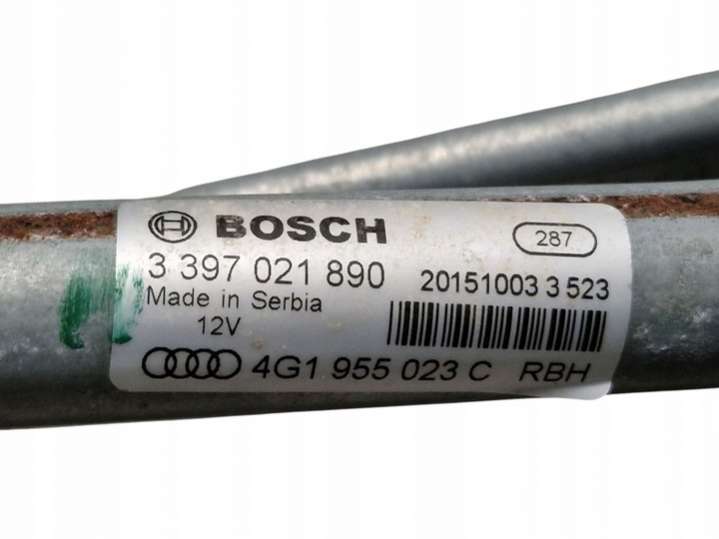 BOSCH 287
3 397 021 890 20151003 3 523
Made in Serbia
12V
4G1 955 023 C RBH